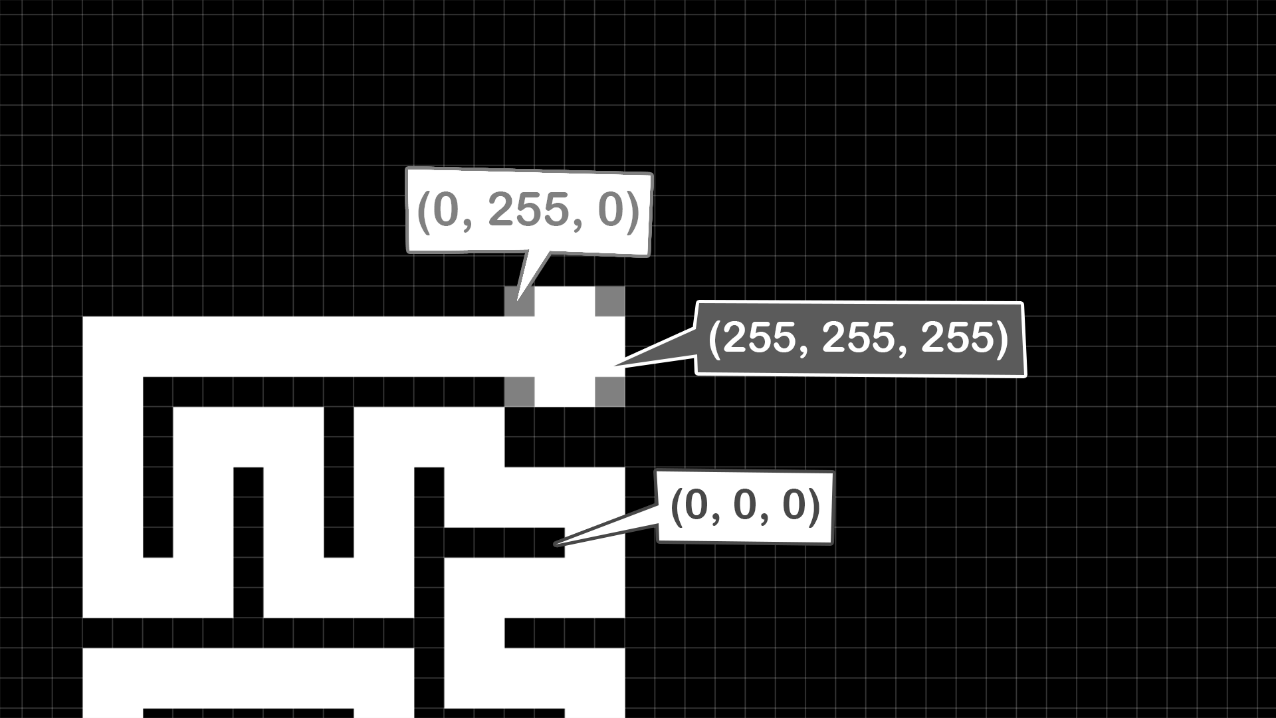 (0, 255, 0)
(255, 255, 255)
(0, 0, 0)